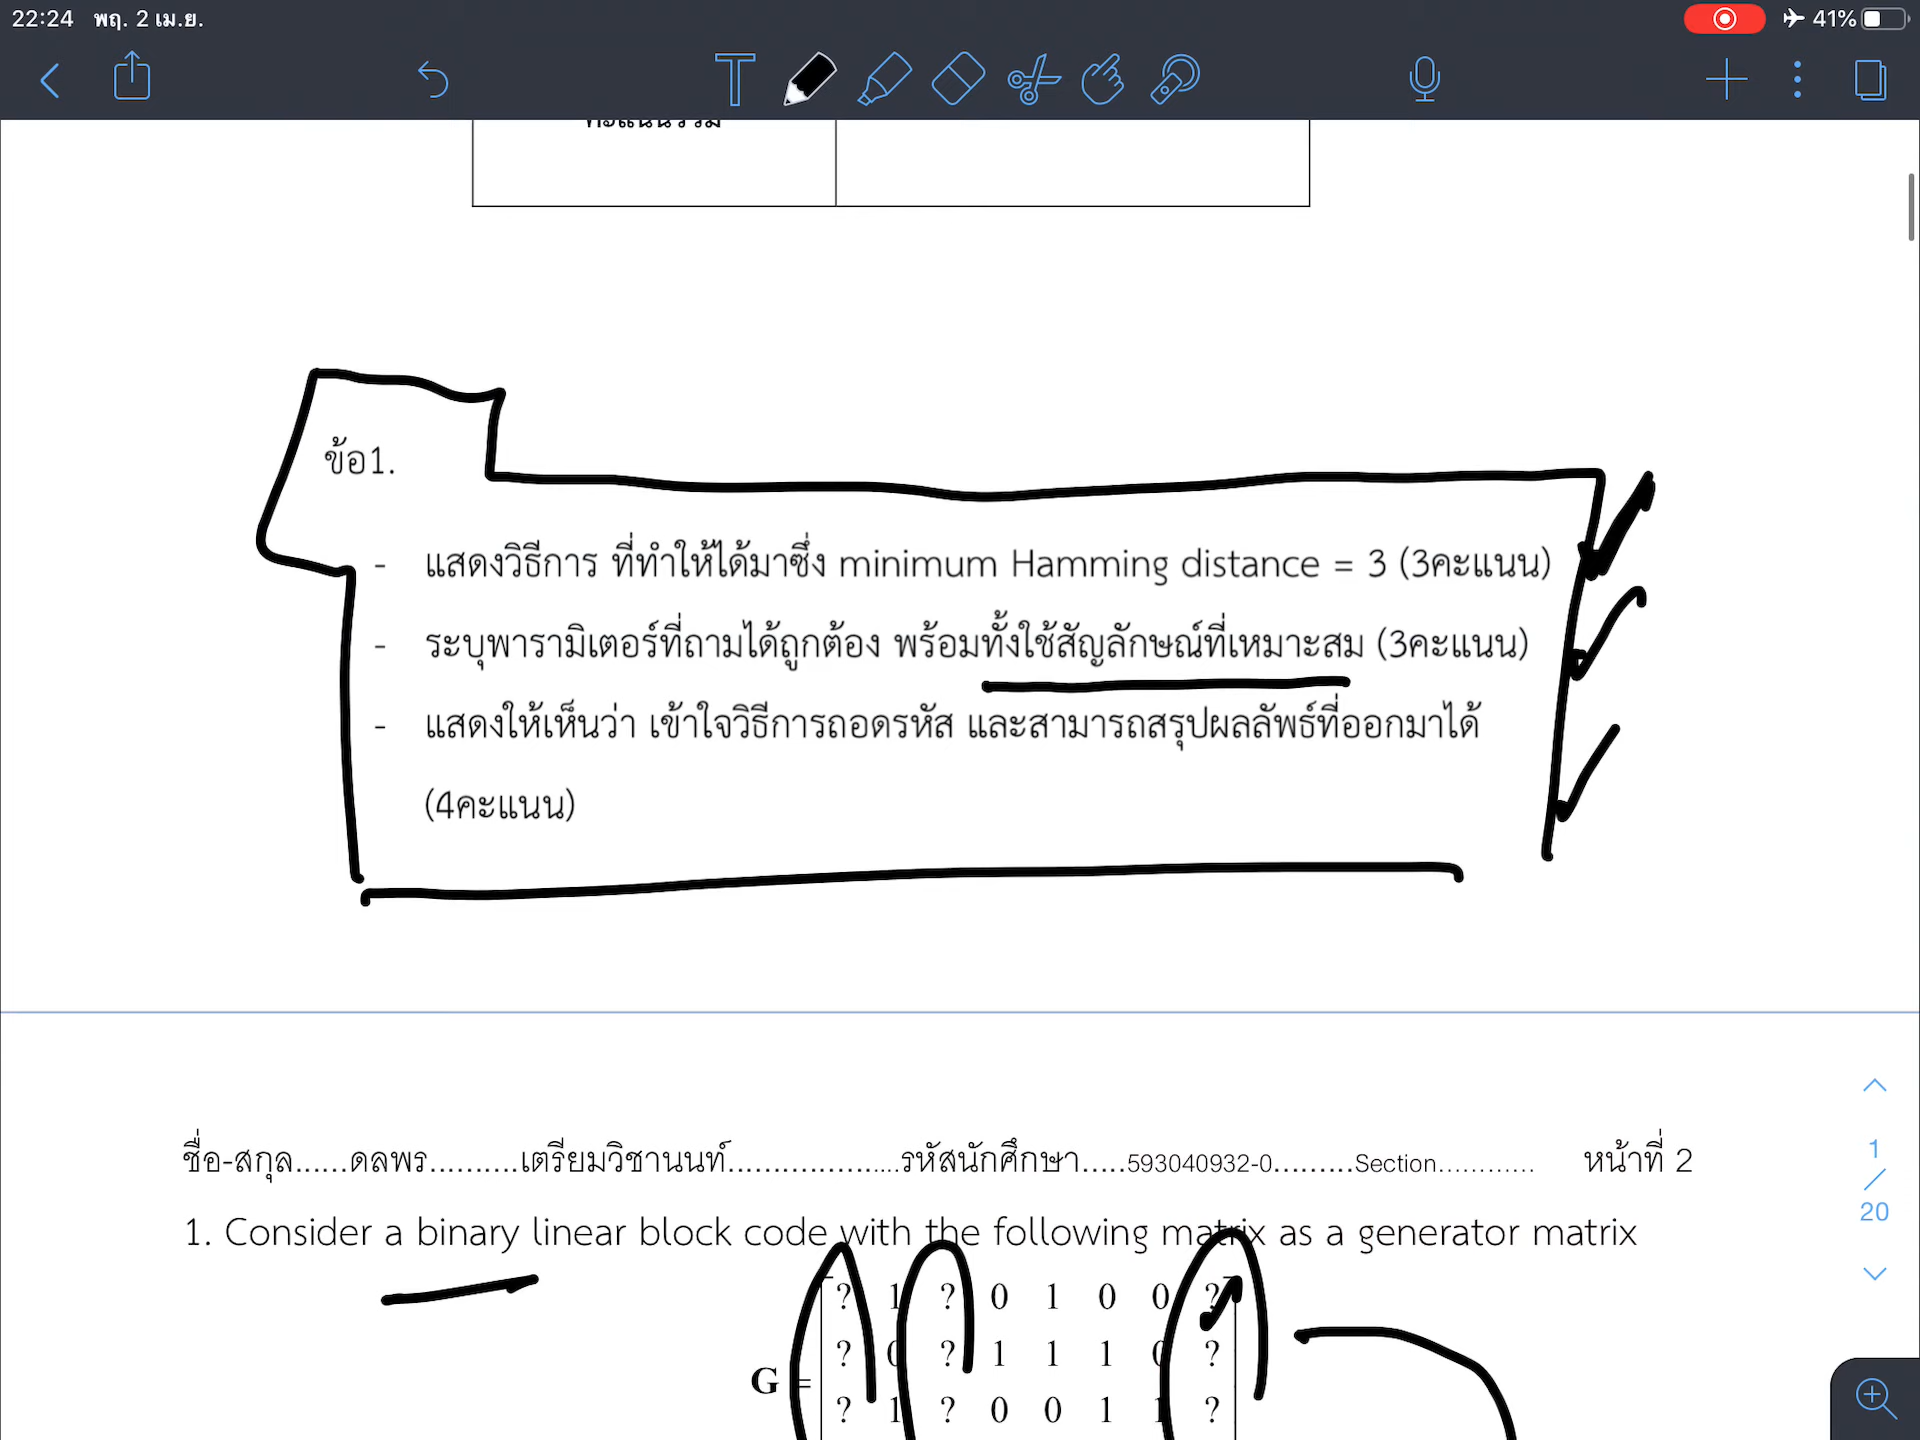 22:24 พฤ. 2 เม.ย.
41%
คะแนนรวม
ข้อ1.
- แสดงวิธีการ ที่ทำให้ได้มาซึ่ง minimum Hamming distance = 3 (3คะแนน)
- ระบุพารามิเตอร์ที่ถามได้ถูกต้อง พร้อมทั้งใช้สัญลักษณ์ที่เหมาะสม (3คะแนน)
- แสดงให้เห็นว่า เข้าใจวิธีการถอดรหัส และสามารถสรุปผลลัพธ์ที่ออกมาได้
(4คะแนน)
ชื่อ-สกุล......ดลพร..........เตรียมวิชานนท์...................รหัสนักศึกษา.....593040932-0.........Section............ หน้าที่ 2
1
/
20
1. Consider a binary linear block code with the following matrix as a generator matrix
? 1 ? 0 1 0 0 ?
? 0 ? 1 1 1 0 ?
G =
? 1 ? 0 0 1 1 ?